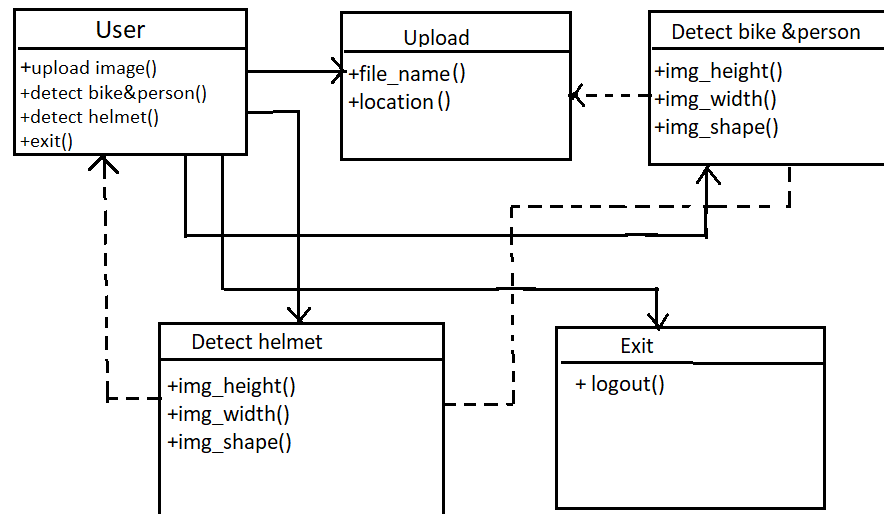 User
+upload image()
+detect bike&person()
+detect helmet()
+exit()
Upload
+file_name()
+location()
Detect bike &person
+img_height()
+img_width()
+img_shape()
Detect helmet
+img_height()
+img_width()
+img_shape()
Exit
+ logout()